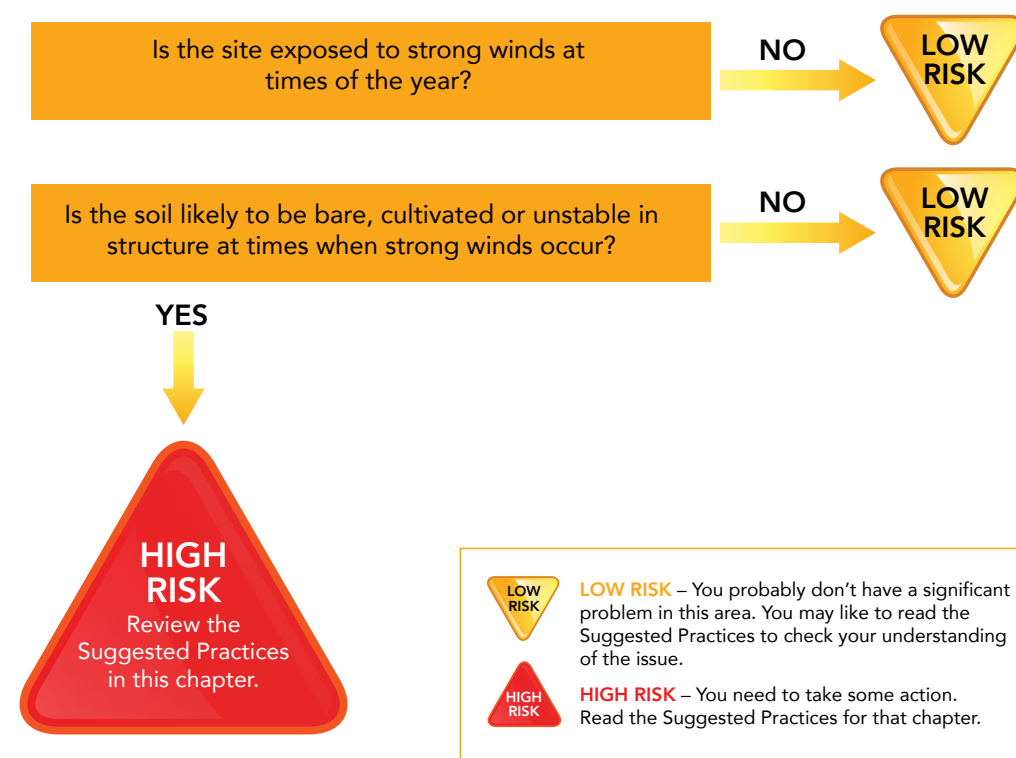 Is the site exposed to strong winds at
times of the year?
NO
LOW
RISK
Is the soil likely to be bare, cultivated or unstable in
structure at times when strong winds occur?
NO
LOW
RISK
YES
HIGH
RISK
Review the
Suggested Practices
in this chapter.
LOW
RISK
LOW RISK – You probably don’t have a significant
problem in this area. You may like to read the
Suggested Practices to check your understanding
of the issue.
HIGH
RISK
HIGH RISK – You need to take some action.
Read the Suggested Practices for that chapter.